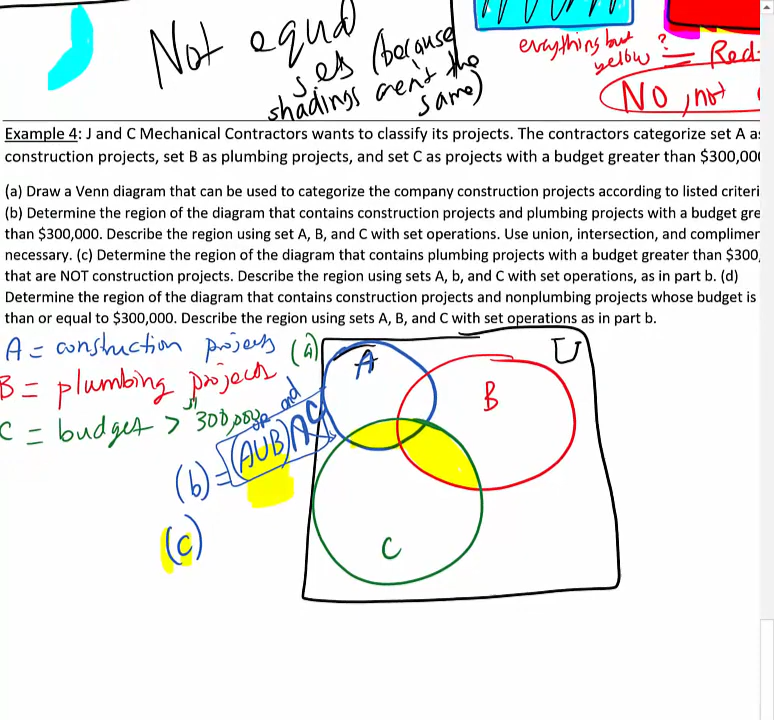 Not equal
sets (because
shadings aren't the
same)
everything but
yellow ?
= Red
NO, not
Example 4: J and C Mechanical Contractors wants to classify its projects. The contractors categorize set A as
construction projects, set B as plumbing projects, and set C as projects with a budget greater than $300,000
(a) Draw a Venn diagram that can be used to categorize the company construction projects according to listed criteri
(b) Determine the region of the diagram that contains construction projects and plumbing projects with a budget gre
than $300,000. Describe the region using set A, B, and C with set operations. Use union, intersection, and complimen
necessary. (c) Determine the region of the diagram that contains plumbing projects with a budget greater than $300,
that are NOT construction projects. Describe the region using sets A, b, and C with set operations, as in part b. (d)
Determine the region of the diagram that contains construction projects and nonplumbing projects whose budget is
than or equal to $300,000. Describe the region using sets A, B, and C with set operations as in part b.
A = construction projects (a)
B = plumbing projects
C = budget > $300,000
or and
(b) = (A∪B)∩C
(c)
A
B
C
U